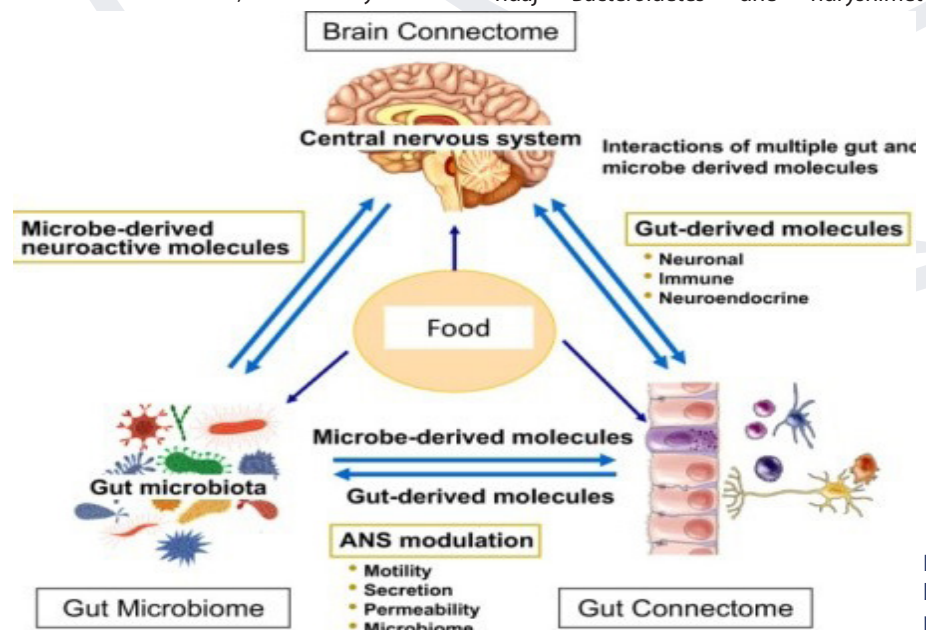 Brain Connectome
Central nervous system
Interactions of multiple gut and
microbe derived molecules
Microbe-derived
neuroactive molecules
Gut-derived molecules
• Neuronal
• Immune
• Neuroendocrine
Food
Microbe-derived molecules
Gut microbiota
Gut-derived molecules
ANS modulation
• Motility
• Secretion
• Permeability
• Microbiome
Gut Microbiome
Gut Connectome